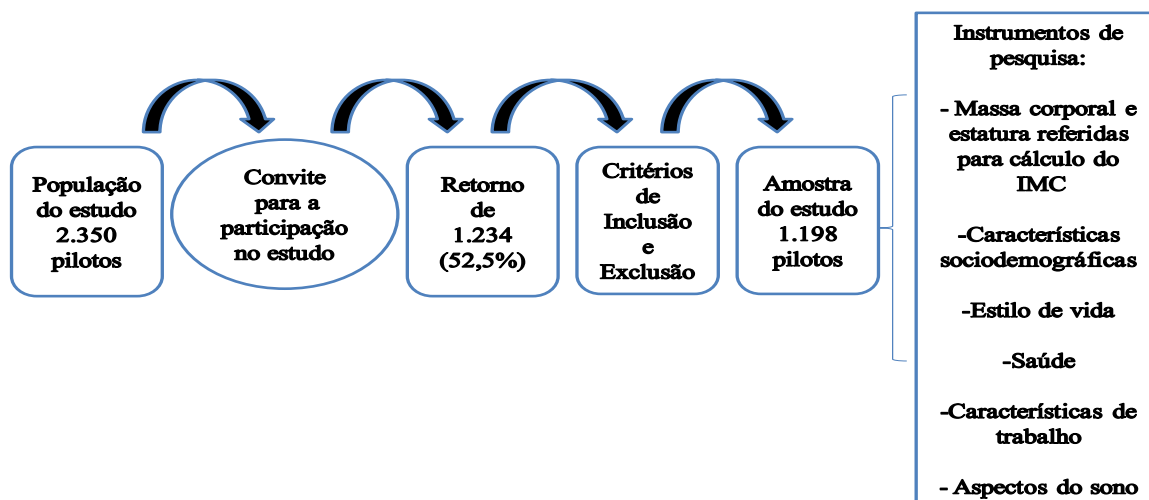 População
do estudo
2.350
pilotos
Convite
para a
participação
no estudo
Retorno
de
1.234
(52,5%)
Critérios
de
Inclusão
e
Exclusão
Amostra
do estudo
1.198
pilotos
Instrumentos de
pesquisa:
- Massa corporal e
estatura referidas
para cálculo do
IMC
-Características
sociodemográficas
-Estilo de vida
-Saúde
-Características de
trabalho
- Aspectos do sono